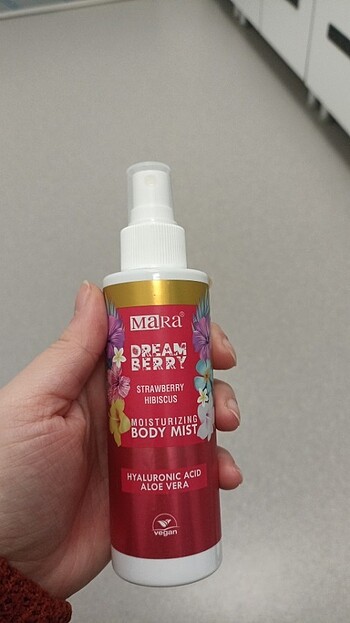 MARA®
DREAM
BERRY
STRAWBERRY
HIBISCUS
MOISTURIZING
BODY MIST
HYALURONIC ACID
ALOE VERA
vegan